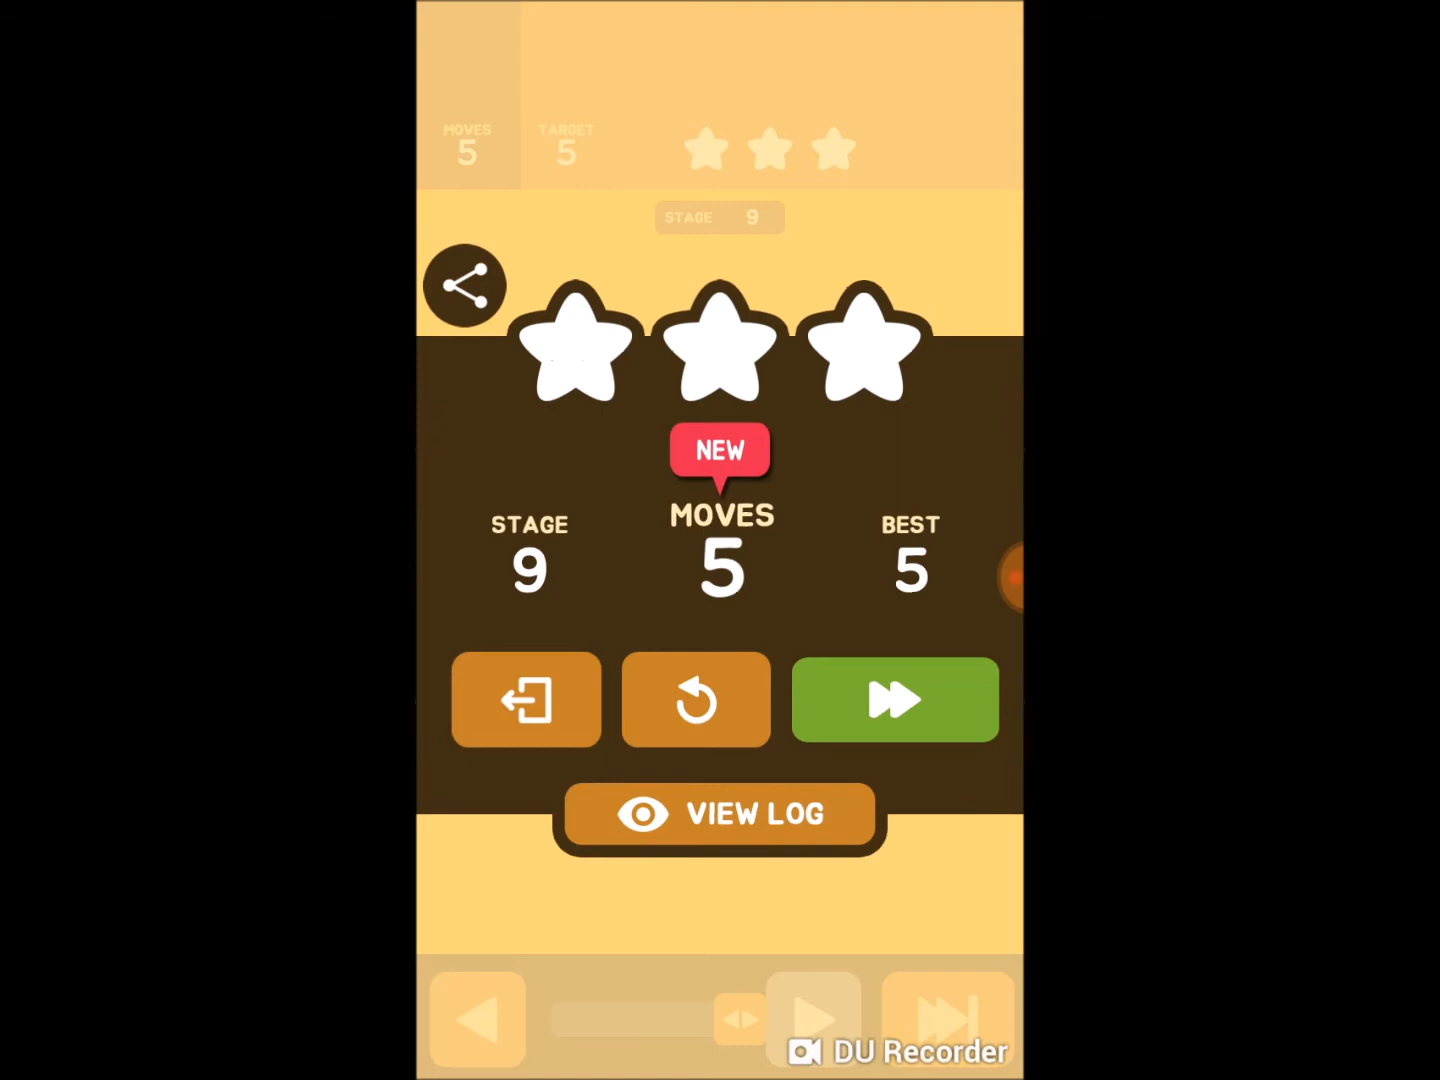 MOVES
5
TARGET
5
STAGE 9
NEW
STAGE
9
MOVES
5
BEST
5
VIEW LOG
DU Recorder